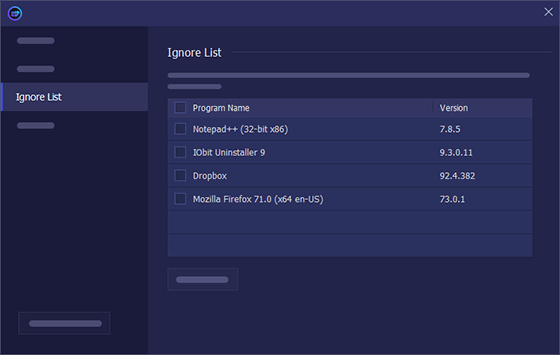 Ignore List
Ignore List
Program Name Version
Notepad++ (32-bit x86) 7.8.5
IObit Uninstaller 9 9.3.0.11
Dropbox 92.4.382
Mozilla Firefox 71.0 (x64 en-US) 73.0.1